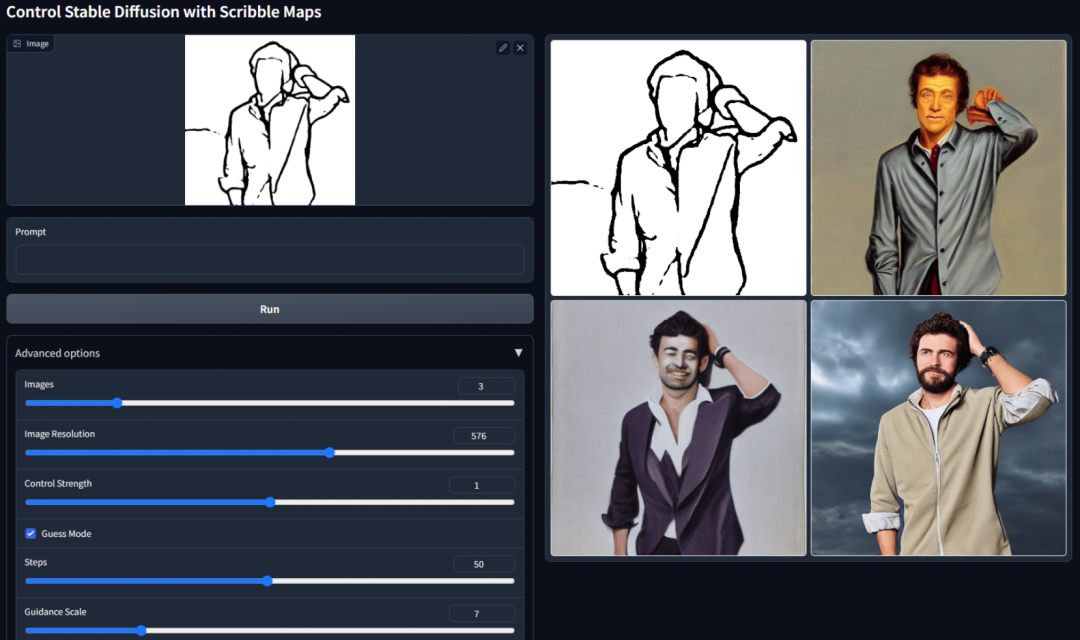 Control Stable Diffusion with Scribble Maps
Image
Prompt
Run
Advanced options
Images
3
Image Resolution
576
Control Strength
1
Guess Mode
Steps
50
Guidance Scale
7